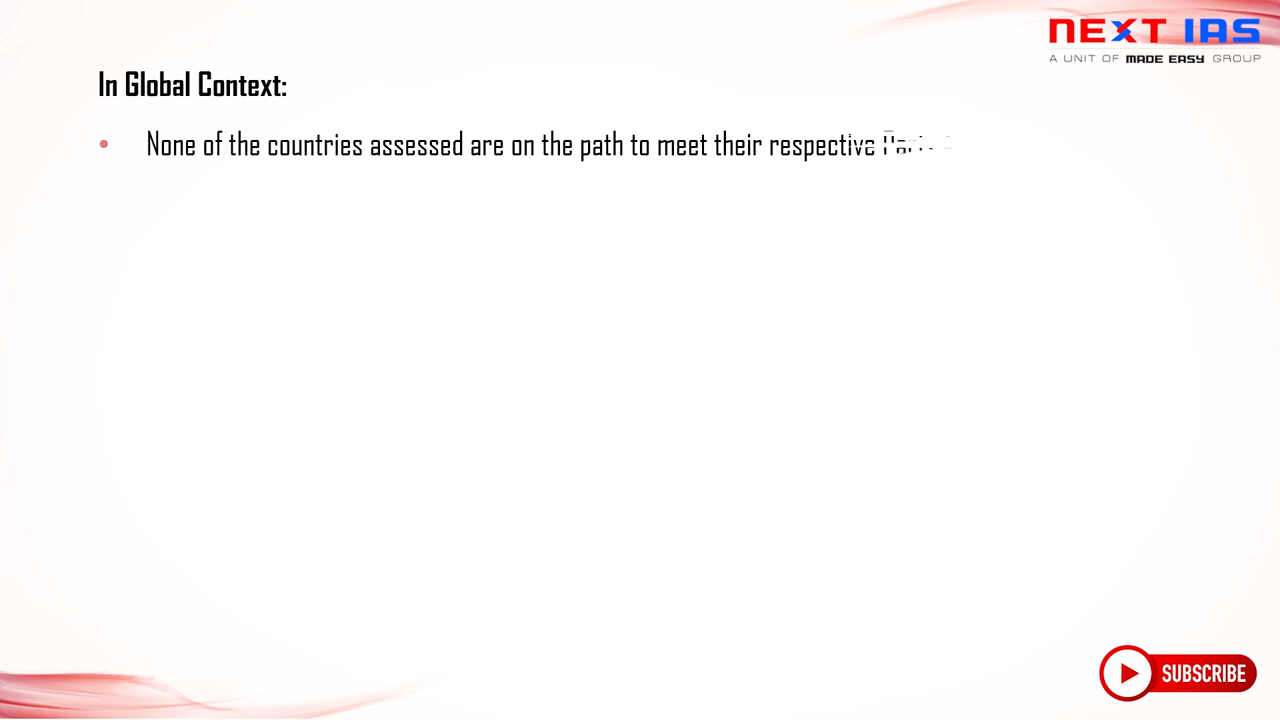 NEXT IAS
A UNIT OF MADE EASY GROUP
In Global Context:
• None of the countries assessed are on the path to meet their respective
SUBSCRIBE